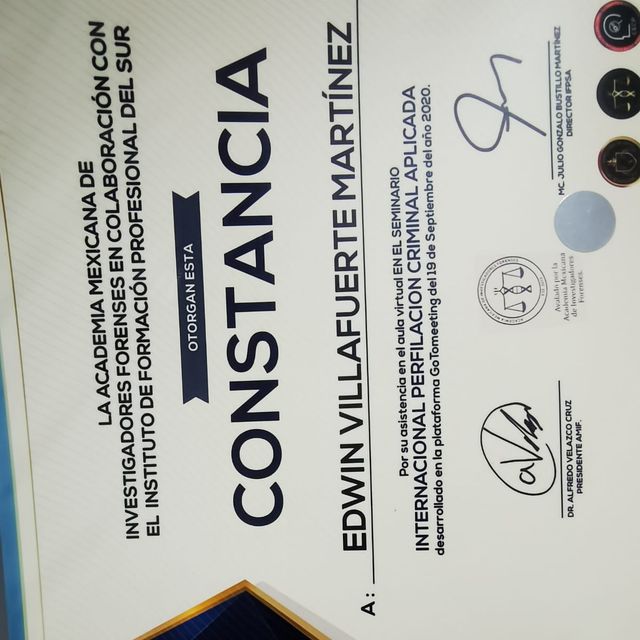 LA ACADEMIA MEXICANA DE
INVESTIGADORES FORENSES EN COLABORACIÓN CON
EL INSTITUTO DE FORMACIÓN PROFESIONAL DEL SUR
OTORGAN ESTA
CONSTANCIA
A: EDWIN VILLAFUERTE MARTÍNEZ
Por su asistencia en el aula virtual EN EL SEMINARIO
INTERNACIONAL PERFILACION CRIMINAL APLICADA
desarrollado en la plataforma GoTomeeting del 19 de Septiembre del año 2020.
DR. ALFREDO VELAZCO CRUZ
PRESIDENTE AMIF.
Avalado por la
Academia Mexicana
de Investigadores
Forenses.
MC. JULIO GONZALO BUSTILLO MARTÍNEZ
DIRECTOR IFPSA